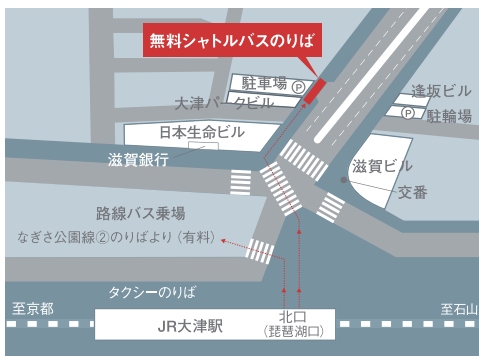 無料シャトルバスのりば
駐車場
P
大津パークビル
逢坂ビル
P
駐輪場
日本生命ビル
滋賀銀行
滋賀ビル
交番
路線バス乗場
なぎさ公園線②のりばより(有料)
タクシーのりば
至京都
至石山
JR大津駅
北口
(琵琶湖口)